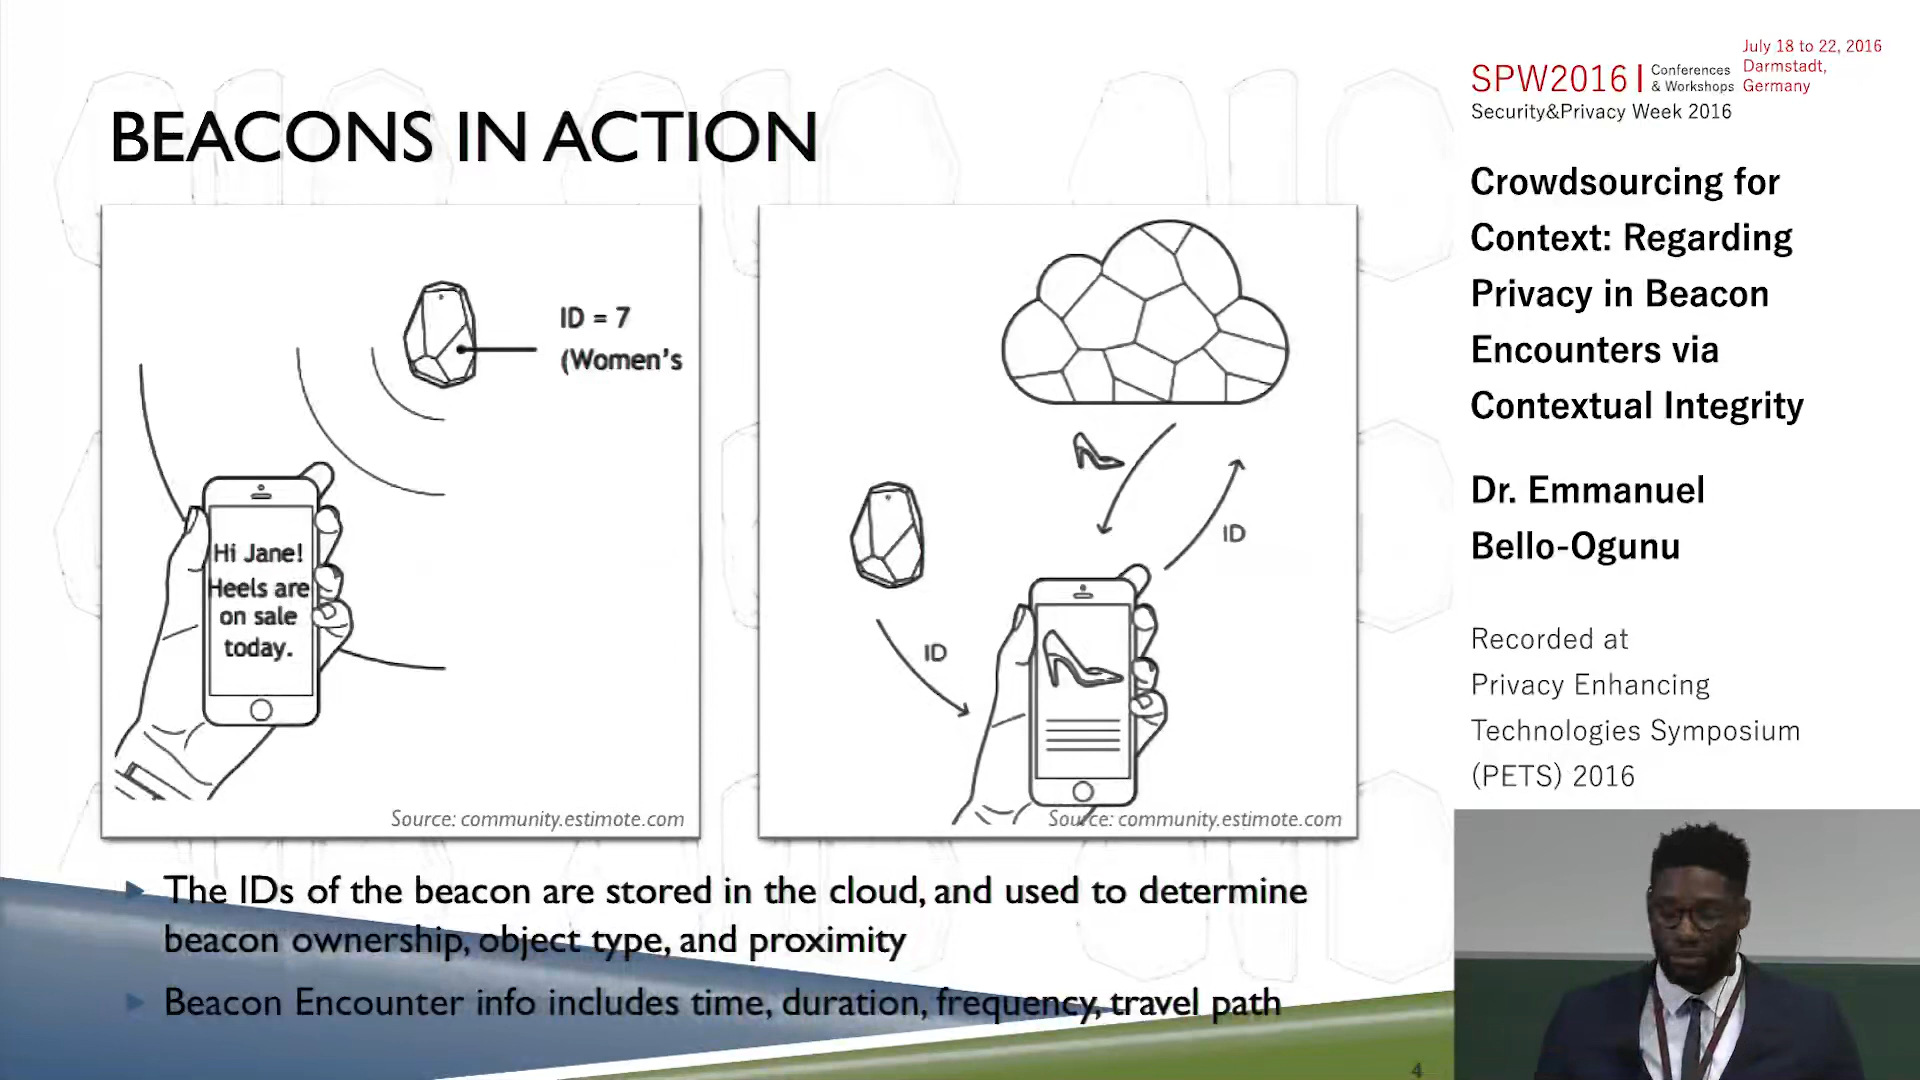 BEACONS IN ACTION
ID = 7
(Women's
Hi Jane!
Heels are
on sale
today.
Source: community.estimote.com
ID
ID
Source: community.estimote.com
The IDs of the beacon are stored in the cloud, and used to determine
beacon ownership, object type, and proximity
Beacon Encounter info includes time, duration, frequency, travel path
4
SPW2016 | Conferences
& Workshops
July 18 to 22, 2016
Darmstadt,
Germany
Security&Privacy Week 2016
Crowdsourcing for
Context: Regarding
Privacy in Beacon
Encounters via
Contextual Integrity
Dr. Emmanuel
Bello-Ogunu
Recorded at
Privacy Enhancing
Technologies Symposium
(PETS) 2016